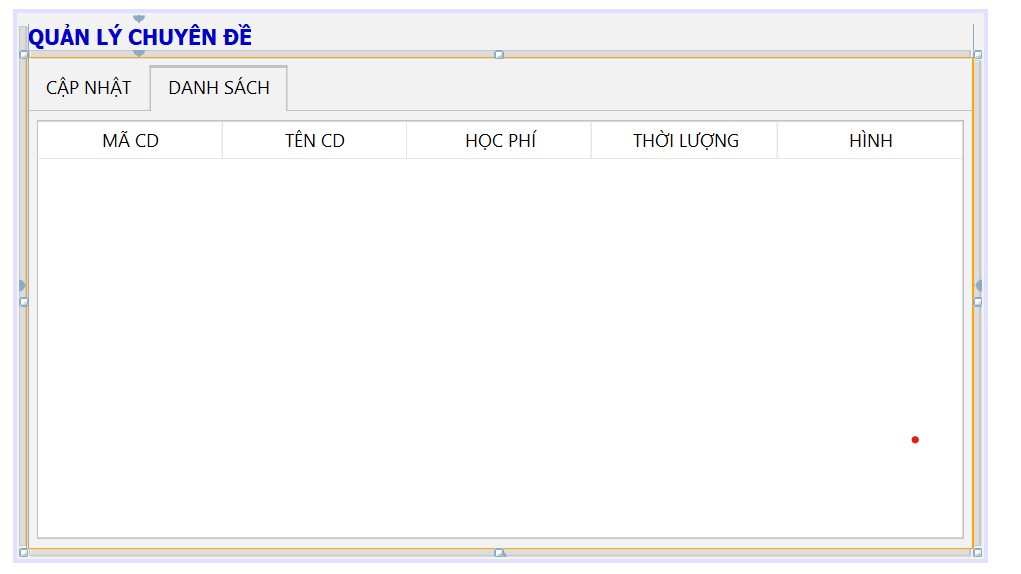 QUẢN LÝ CHUYÊN ĐỀ
CẬP NHẬT DANH SÁCH
MÃ CD TÊN CD HỌC PHÍ THỜI LƯỢNG HÌNH